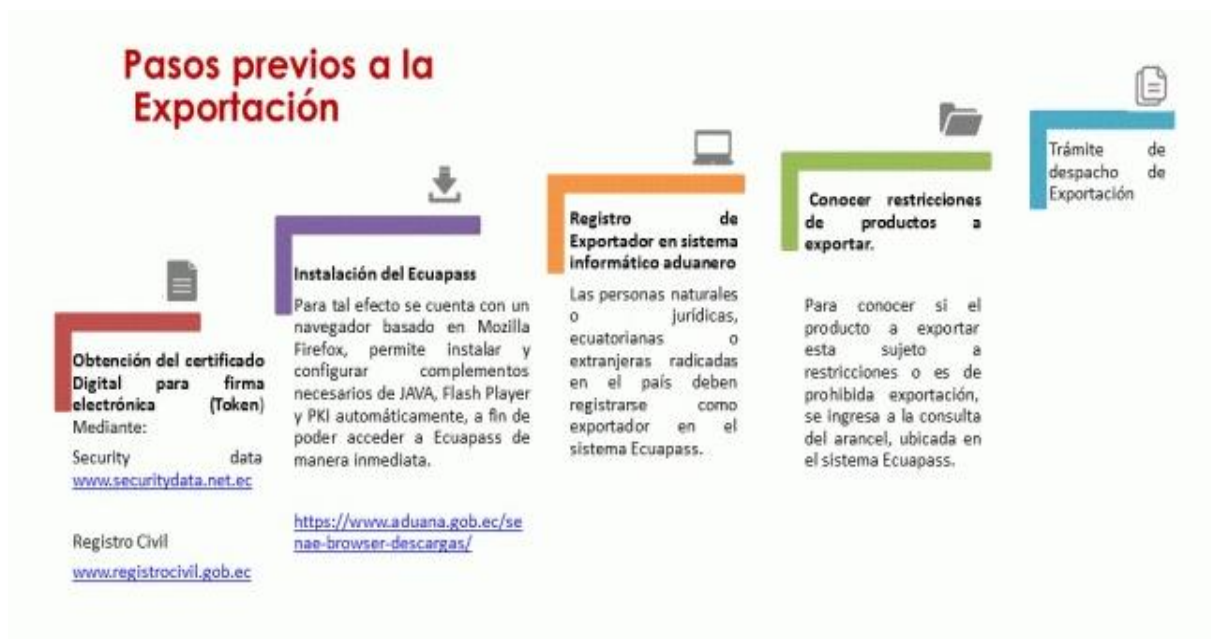 Pasos previos a la
Exportación
Obtención del certificado
Digital para firma
electrónica (Token)
Mediante:
Security data
www.securitydata.net.ec
Registro Civil
www.registrocivil.gob.ec
Instalación del Ecuapass
Para tal efecto se cuenta con un
navegador basado en Mozilla
Firefox, permite instalar y
configurar complementos
necesarios de JAVA, Flash Player
y PKI automáticamente, a fin de
poder acceder a Ecuapass de
manera inmediata.
https://www.aduana.gob.ec/se
nae-browser-descargas/
Registro de
Exportador en sistema
informático aduanero
Las personas naturales
o jurídicas,
ecuatorianas o
extranjeras radicadas
en el país deben
registrarse como
exportador en el
sistema Ecuapass.
Conocer restricciones
de productos a
exportar.
Para conocer si el
producto a exportar
esta sujeto a
restricciones o es de
prohibida exportación,
se ingresa a la consulta
del arancel, ubicada en
el sistema Ecuapass.
Trámite de
despacho de
Exportación